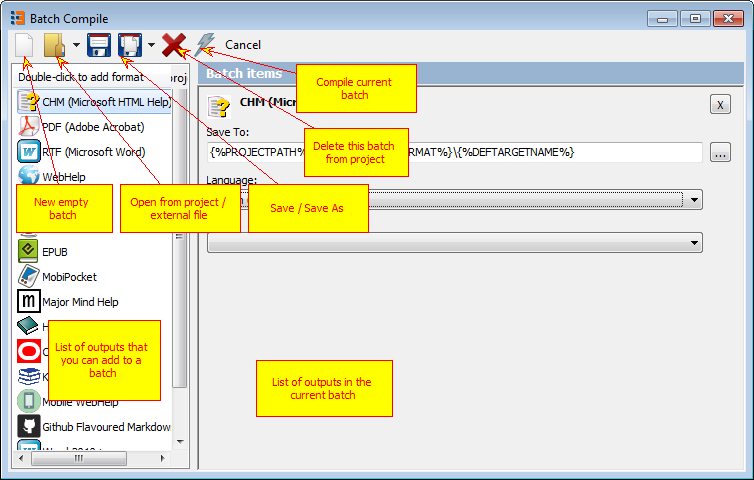 Batch Compile
Cancel
Double-click to add format
proj
Batch items
CHM (Microsoft HTML Help)
PDF (Adobe Acrobat)
RTF (Microsoft Word)
WebHelp
EPUB
MobiPocket
Major Mind Help
H
K
Mobile WebHelp
Github Flavoured Markdow
CHM (Mic
x
Save To:
{%PROJECTPATH%
RMAT%}\{%DEFTARGETNAME%}
...
Language:
Compile current
batch
Delete this batch
from project
New empty
batch
Open from project /
external file
Save / Save As
List of outputs that
you can add to a
batch
List of outputs in the
current batch